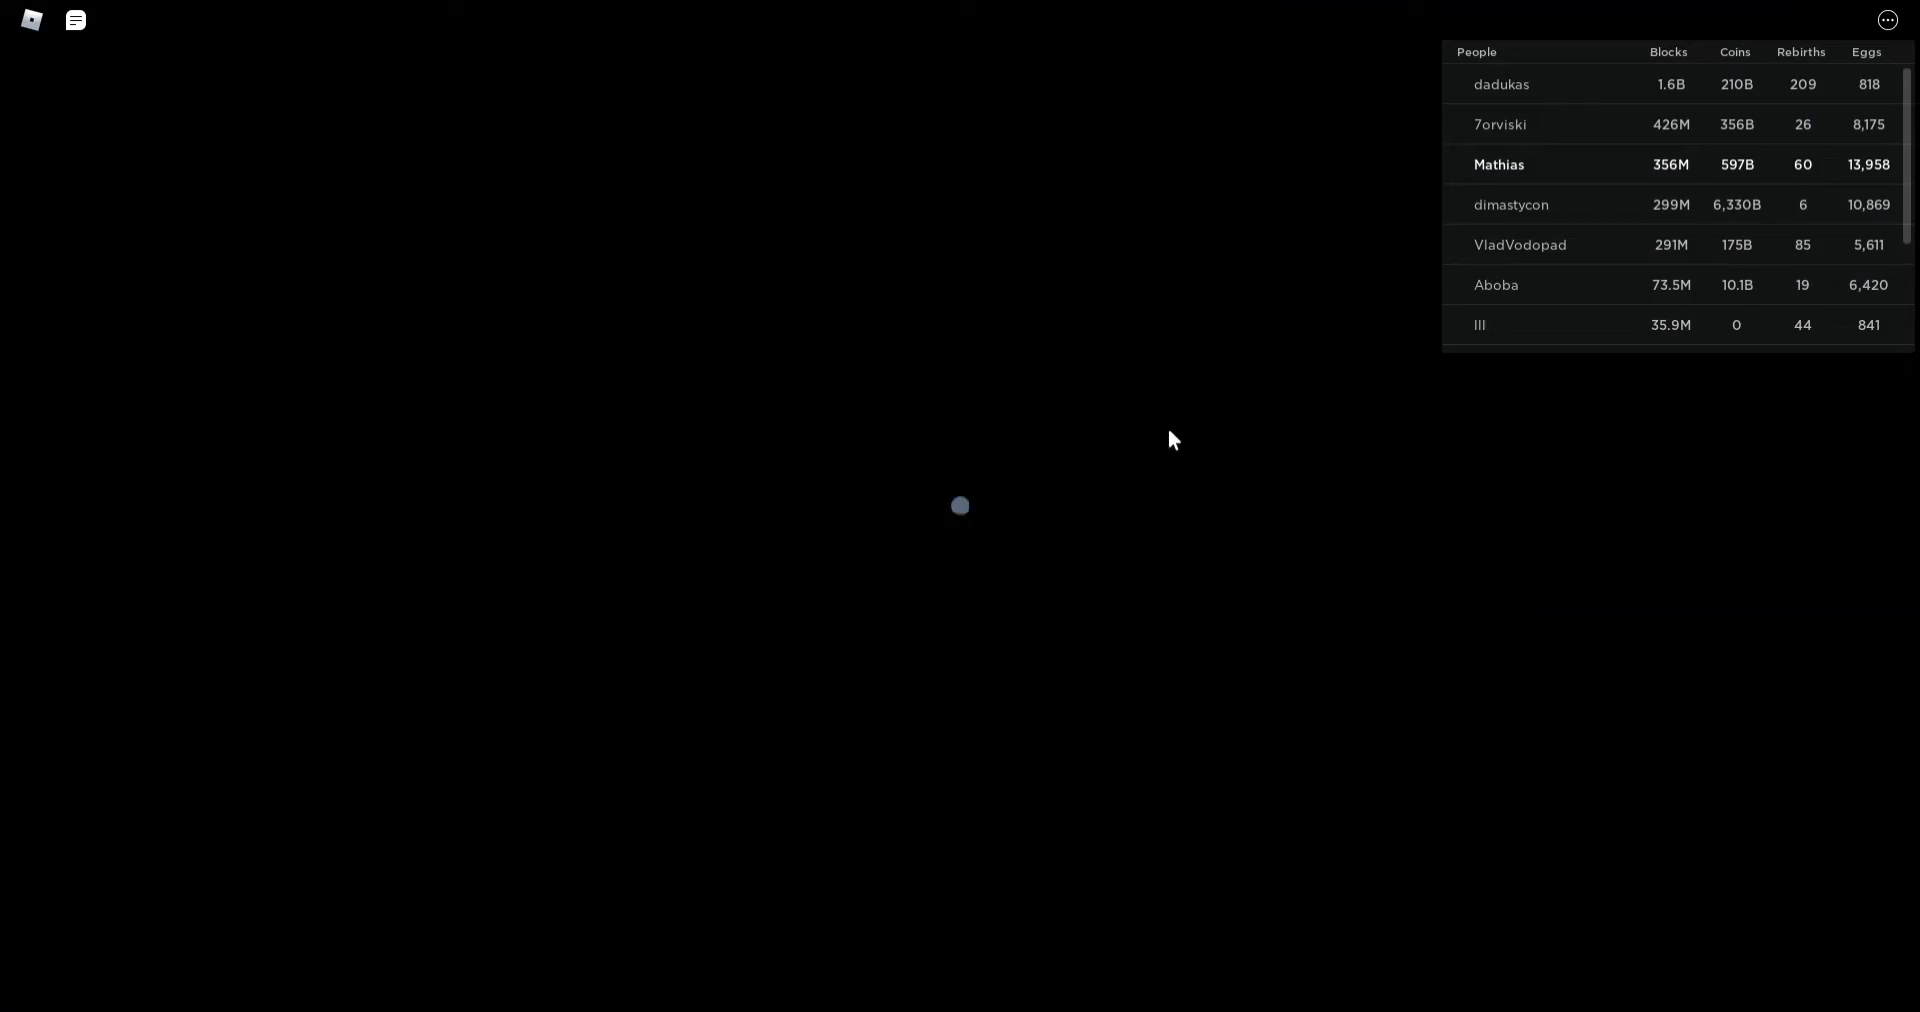 People Blocks Coins Rebirths Eggs
dadukas 1.6B 210B 209 818
7orviski 426M 356B 26 8,175
Mathias 356M 597B 60 13,958
dimastycon 299M 6,330B 6 10,869
VladVodopad 291M 175B 85 5,611
Aboba 73.5M 10.1B 19 6,420
III 35.9M 0 44 841